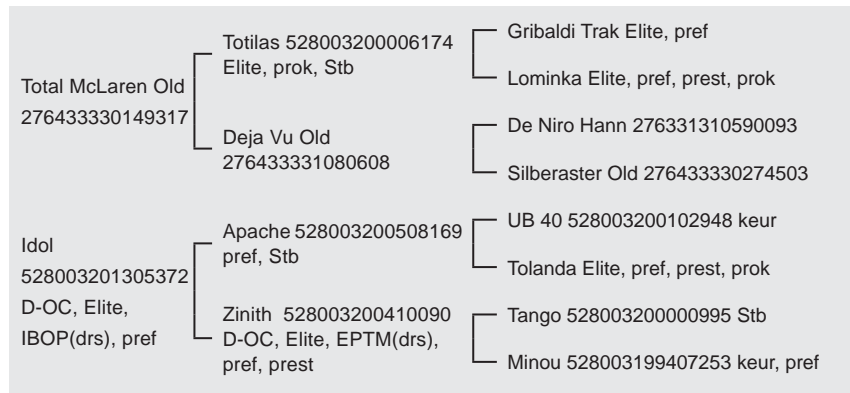 Total McLaren Old
276433330149317
Totilas 528003200006174
Elite, prok, Stb
Gribaldi Trak Elite, pref
Lominka Elite, pref, prest, prok
Deja Vu Old
276433331080608
De Niro Hann 276331310590093
Silberaster Old 276433330274503
Idol
528003201305372
D-OC, Elite,
IBOP(drs), pref
Apache 528003200508169
pref, Stb
UB 40 528003200102948 keur
Tolanda Elite, pref, prest, prok
Zinith 528003200410090
D-OC, Elite, EPTM(drs),
pref, prest
Tango 528003200000995 Stb
Minou 528003199407253 keur, pref